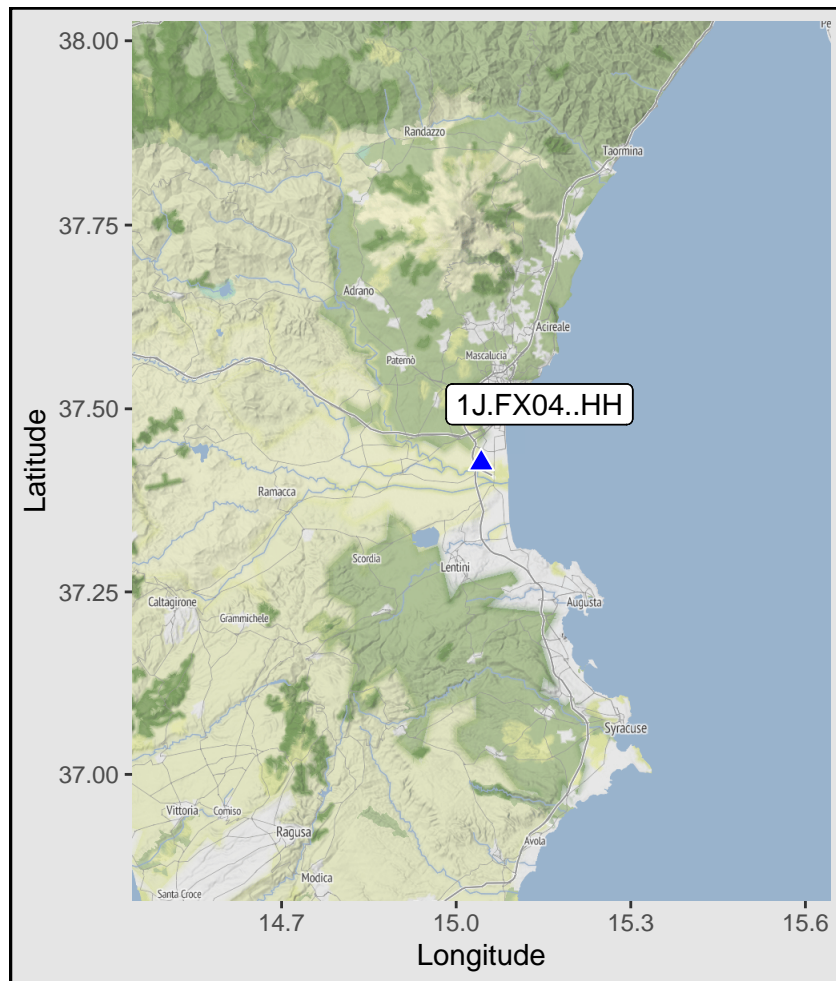 Pe
38.00
Randazzo
Taormina
37.75
Adrano
Acireale
Mascalucia
Paternò
37.50
1J.FX04..HH
Latitude
Ramacca
Scordia
Lentini
37.25
Caltagirone
Augusta
Grammichele
Syracuse
37.00
Vittoria
Comiso
Ragusa
Avola
Modica
Santa Croce
14.7
15.0
15.3
15.6
Longitude